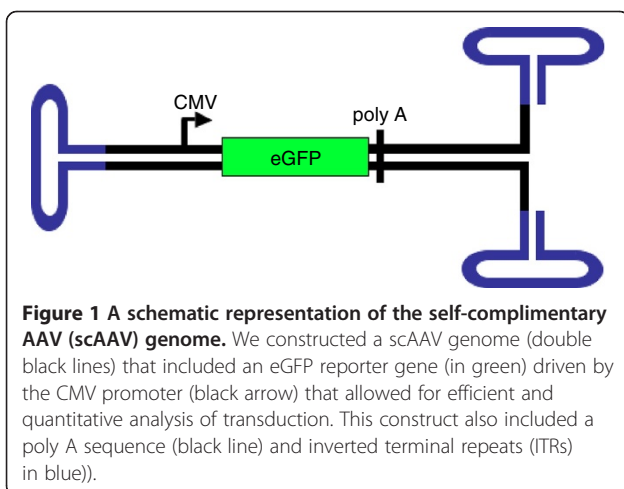 CMV
poly A
eGFP
Figure 1 A schematic representation of the self-complimentary
AAV (scAAV) genome. We constructed a scAAV genome (double
black lines) that included an eGFP reporter gene (in green) driven by
the CMV promoter (black arrow) that allowed for efficient and
quantitative analysis of transduction. This construct also included a
poly A sequence (black line) and inverted terminal repeats (ITRs)
in blue)).